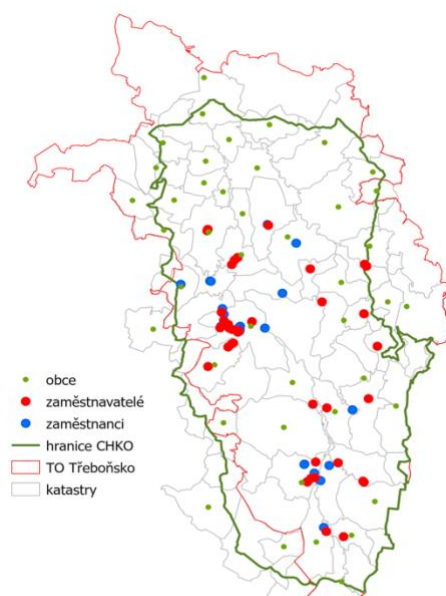 obce
zaměstnavatelé
zaměstnanci
hranice CHKO
TO Třeboňsko
katastry